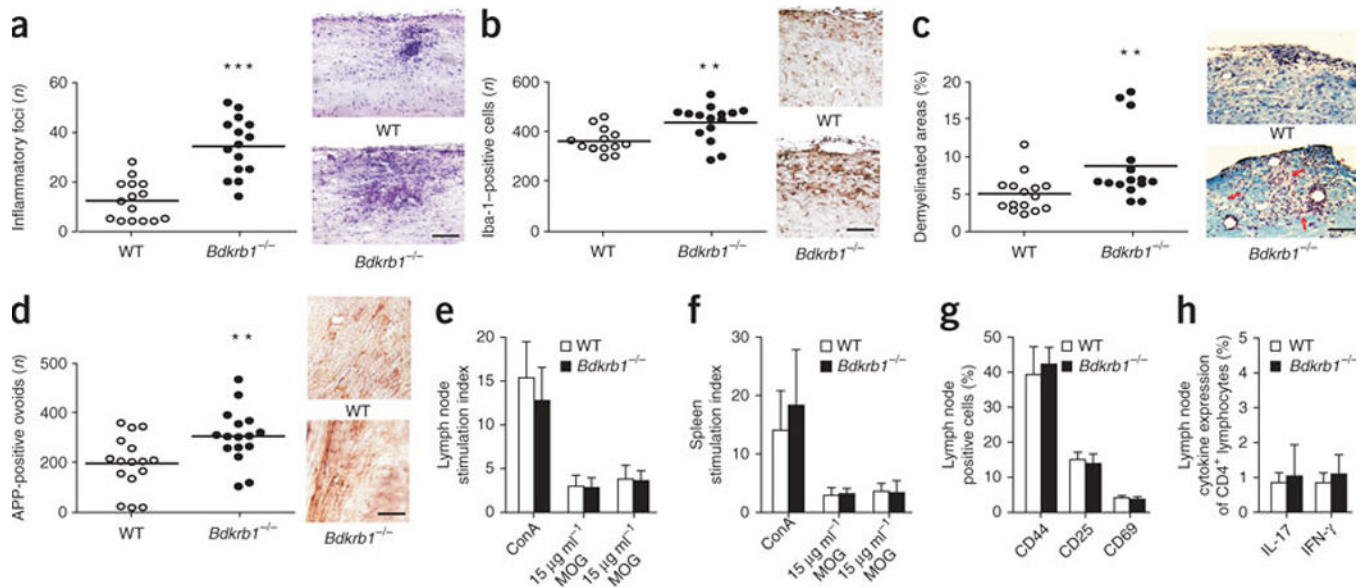 a
Inflammatory foci (n)
60
40
20
0
***
WT
Bdkrb1−/−
WT
Bdkrb1−/−
b
Iba-1–positive cells (n)
600
400
200
0
**
WT
Bdkrb1−/−
WT
Bdkrb1−/−
c
Demyelinated areas (%)
20
15
10
5
0
**
WT
Bdkrb1−/−
WT
Bdkrb1−/−
d
APP-positive ovoids (n)
500
400
200
0
**
WT
Bdkrb1−/−
WT
Bdkrb1−/−
e
Lymph node
stimulation index
20
15
10
5
0
WT
Bdkrb1−/−
ConA
15 µg ml−1
MOG
15 µg ml−1
MOG
f
Spleen
stimulation index
30
20
10
0
WT
Bdkrb1−/−
ConA
15 µg ml−1
MOG
15 µg ml−1
MOG
g
Lymph node
positive cells (%)
50
40
30
20
10
0
WT
Bdkrb1−/−
CD44
CD25
CD69
h
Lymph node
cytokine expression
of CD4+ lymphocytes (%)
5
4
3
2
1
0
WT
Bdkrb1−/−
IL-17
IFN-γ